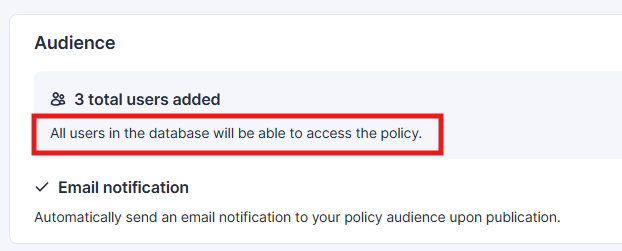 Audience
3 total users added
All users in the database will be able to access the policy.
Email notification
Automatically send an email notification to your policy audience upon publication.